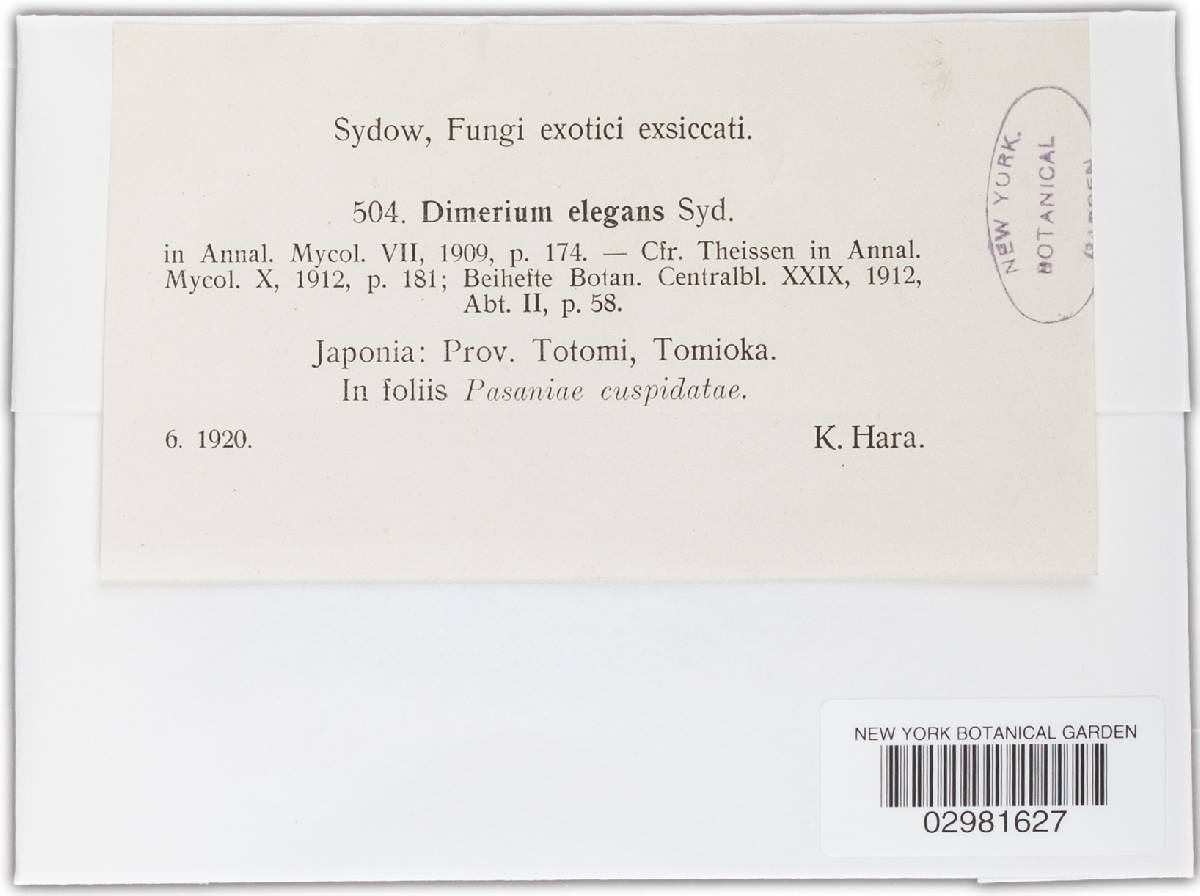 Sydow, Fungi exotici exsiccati.
504. Dimerium elegans Syd.
in Annal. Mycol. VII, 1909, p. 174. — Cfr. Theissen in Annal.
Mycol. X, 1912, p. 181; Beihefte Botan. Centralbl. XXIX, 1912,
Abt. II, p. 58.
Japonia: Prov. Totomi, Tomioka.
In foliis Pasaniae cuspidatae.
6. 1920.
K. Hara.
NEW YORK.
BOTANICAL
NEW YORK BOTANICAL GARDEN
02981627